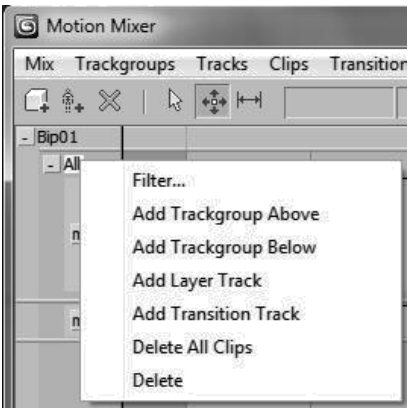 Motion Mixer
Mix Trackgroups Tracks Clips Transition
Bip01
All
Filter...
Add Trackgroup Above
Add Trackgroup Below
Add Layer Track
Add Transition Track
Delete All Clips
Delete